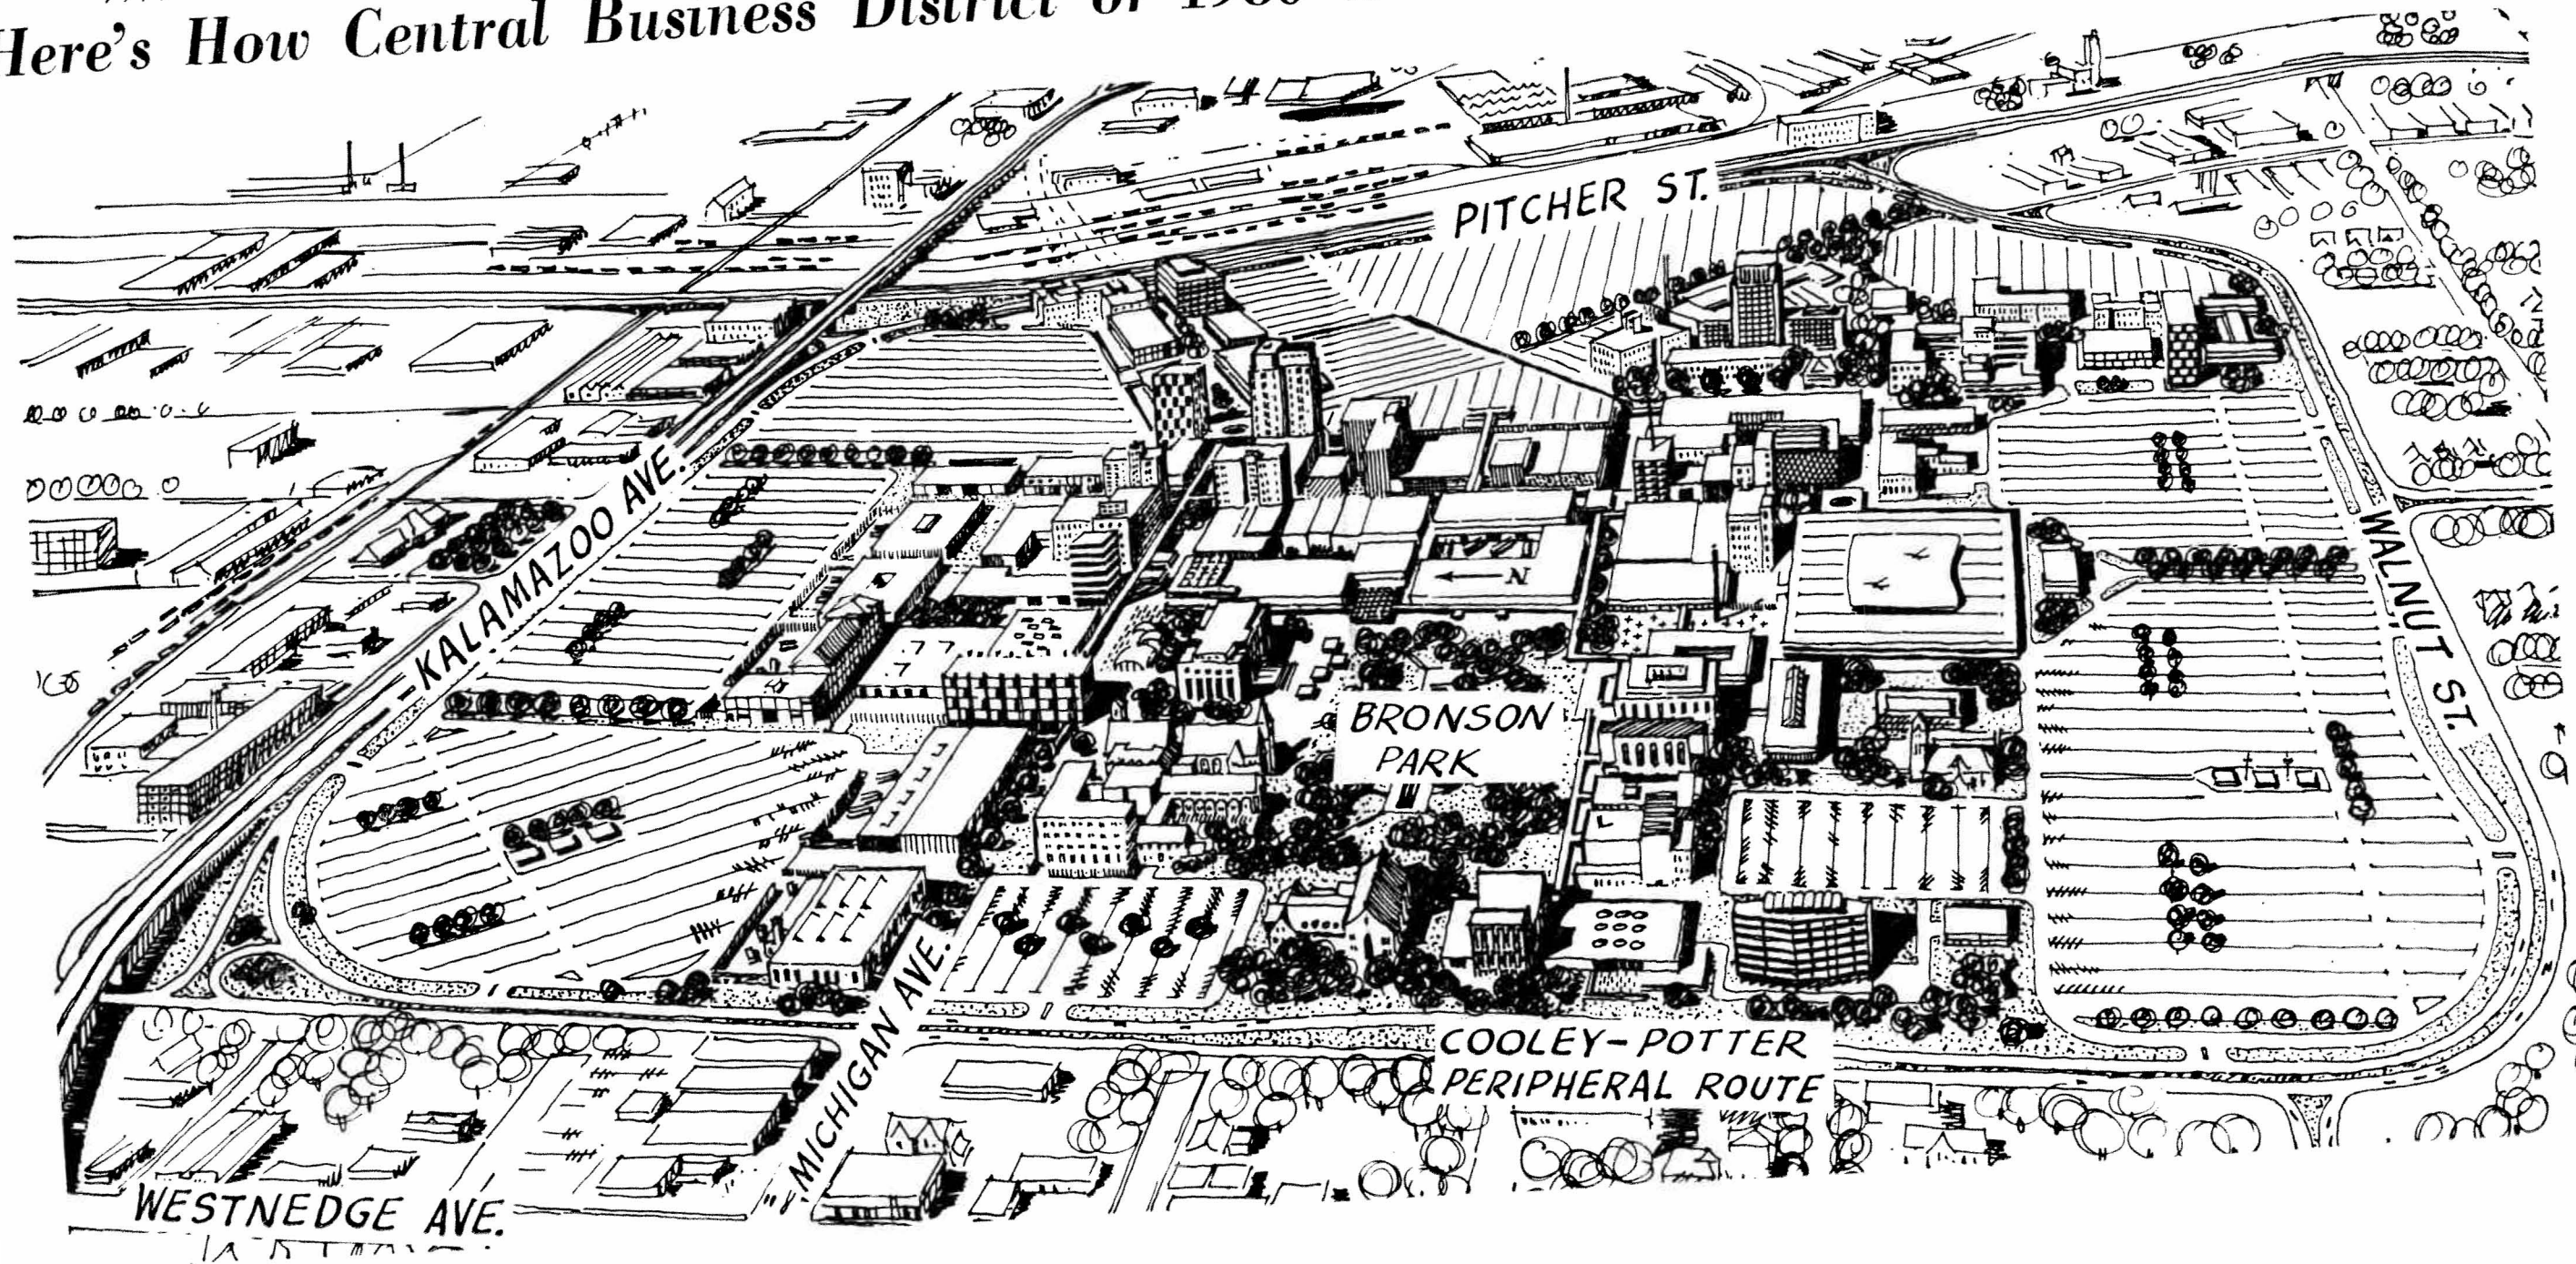 Here's How Central Business District of 1980
PITCHER ST.
KALAMAZOO AVE.
N
WALNUT ST.
BRONSON
PARK
MICHIGAN AVE.
COOLEY-POTTER
PERIPHERAL ROUTE
WESTNEDGE AVE.